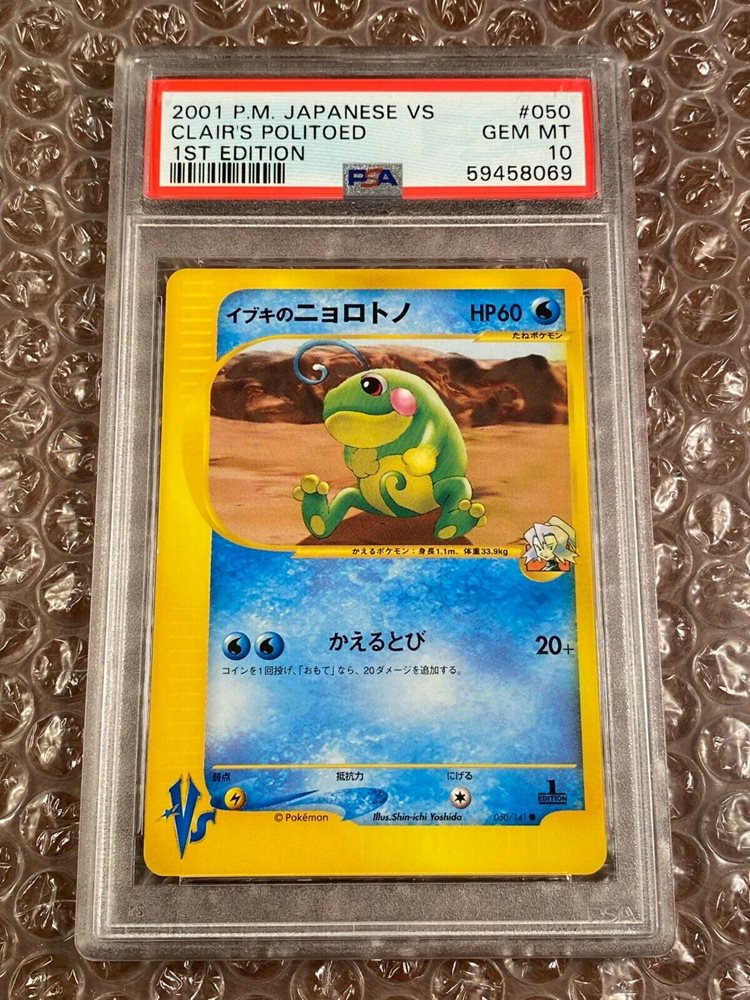 2001 P.M. JAPANESE VS #050
CLAIR'S POLITOED GEM MT
1ST EDITION 10
PSA 59458069
イブキのニョロトノ HP60
たねポケモン
かえるポケモン：身長1.1m、体重33.9kg
かえるとび 20+
コインを1回投げ、「おもて」なら、20ダメージを追加する。
弱点 抵抗力 にげる
VS
1
EDITION
©Pokémon Illus.Shin-ichi Yoshida 050/141
PSA